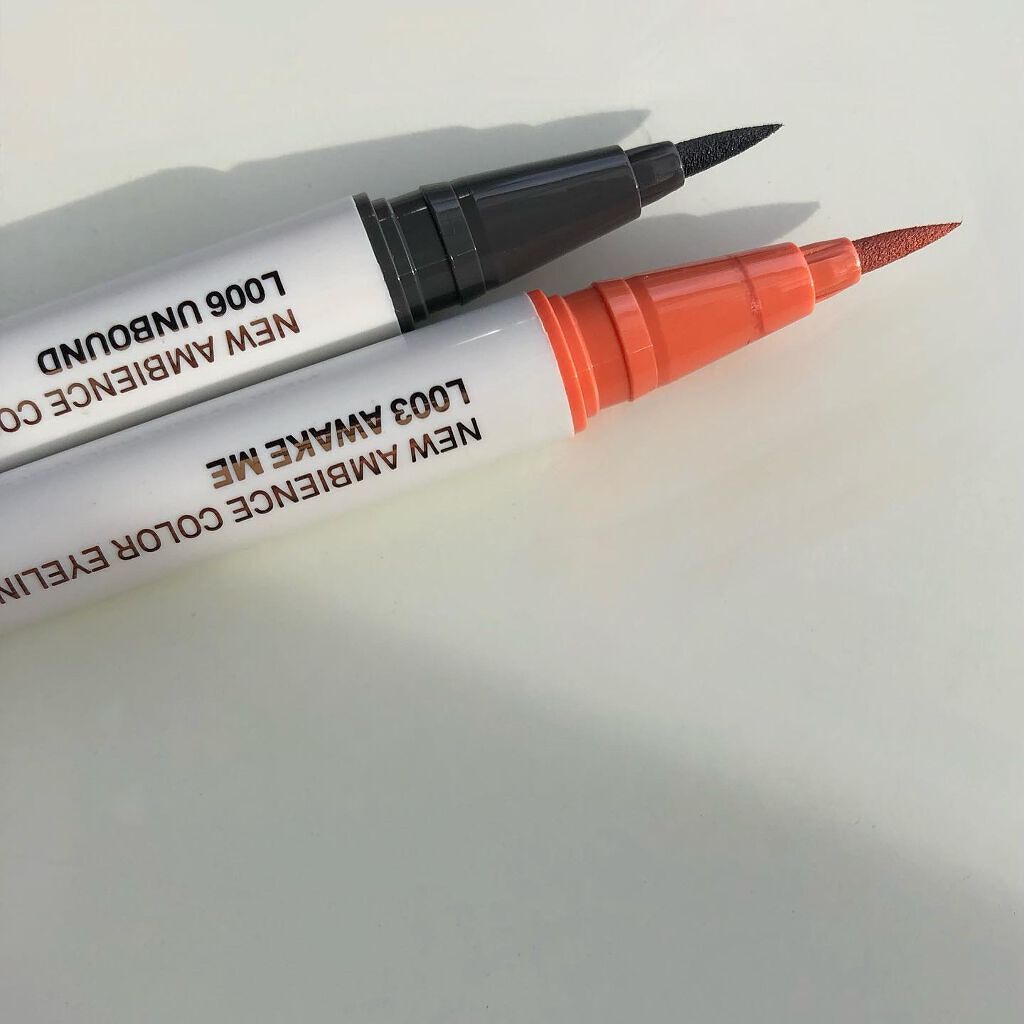 NEW AMBIENCE CO
L006 UNBOUND
NEW AMBIENCE COLOR EYELIN
L003 AWAKE ME